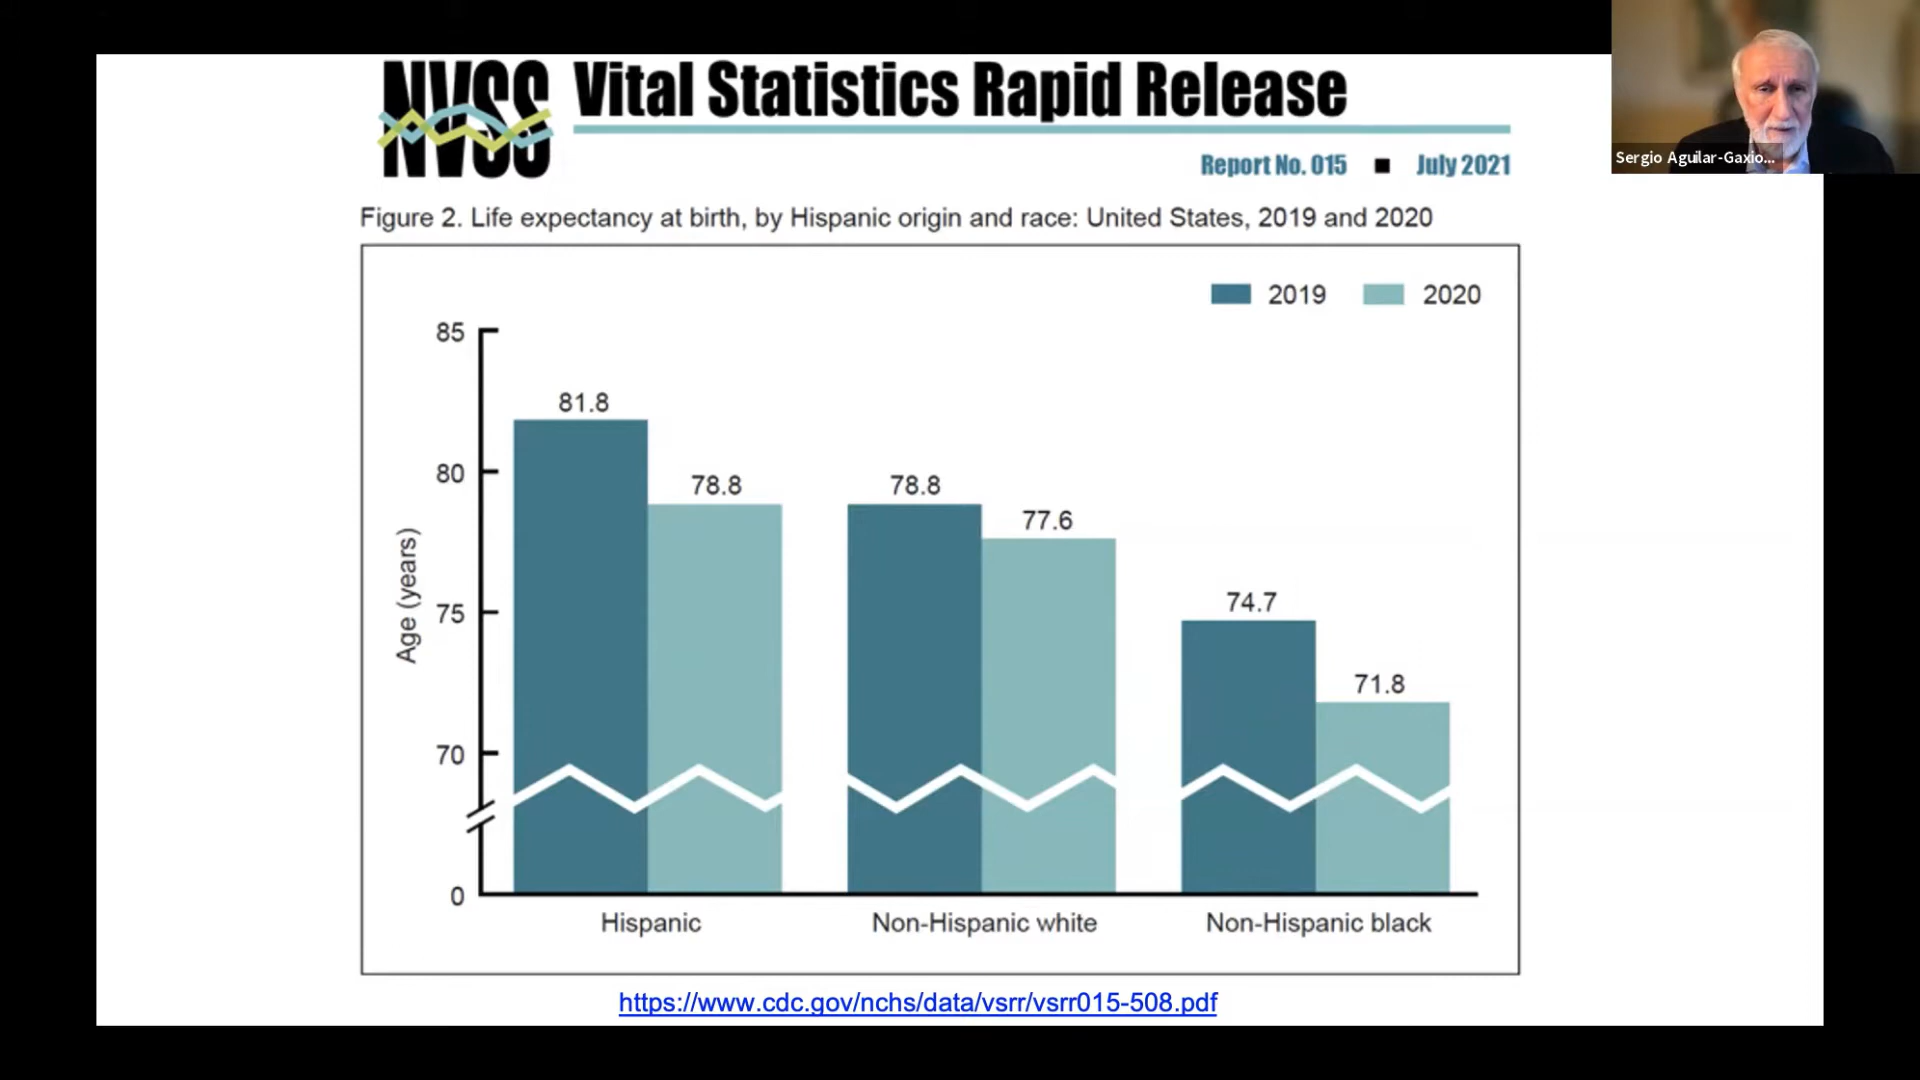 NVSS Vital Statistics Rapid Release
Report No. 015 ■ July 2021
Sergio Aguilar-Gaxio...
Figure 2. Life expectancy at birth, by Hispanic origin and race: United States, 2019 and 2020
2019 2020
85
80
75
70
0
Age (years)
81.8
78.8
78.8
77.6
74.7
71.8
Hispanic Non-Hispanic white Non-Hispanic black
https://www.cdc.gov/nchs/data/vsrr/vsrr015-508.pdf